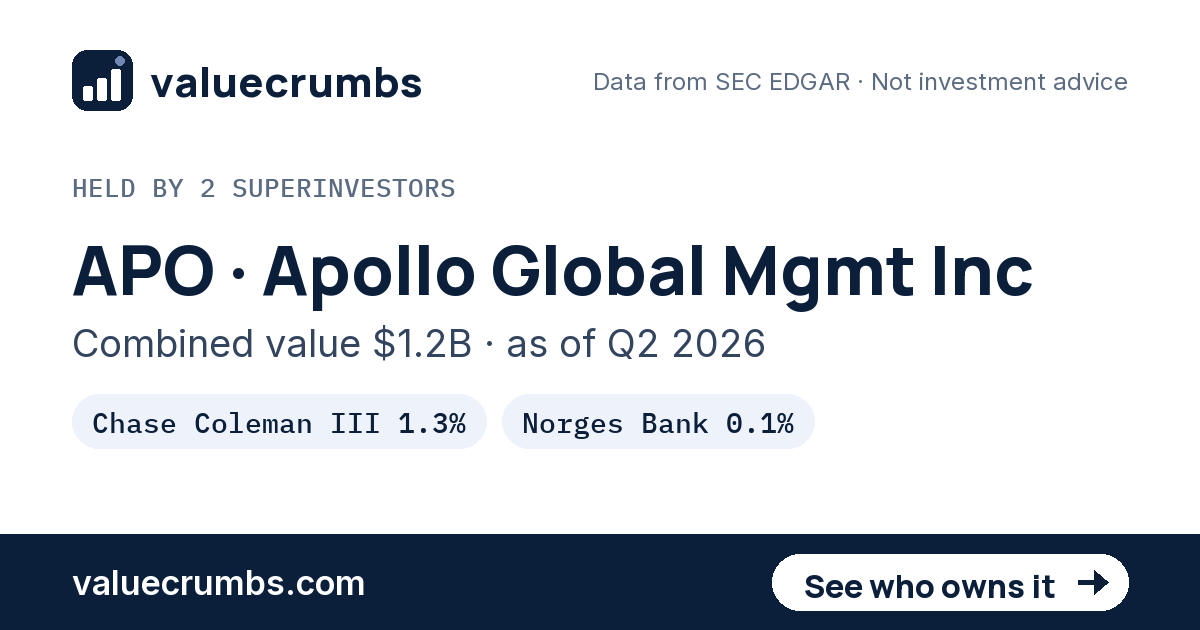 valuecrumbs
Data from SEC EDGAR · Not investment advice
HELD BY 2 SUPERINVESTORS
APO · Apollo Global Mgmt Inc
Combined value $1.2B · as of Q2 2026
Chase Coleman III 1.3%
Norges Bank 0.1%
valuecrumbs.com
See who owns it →